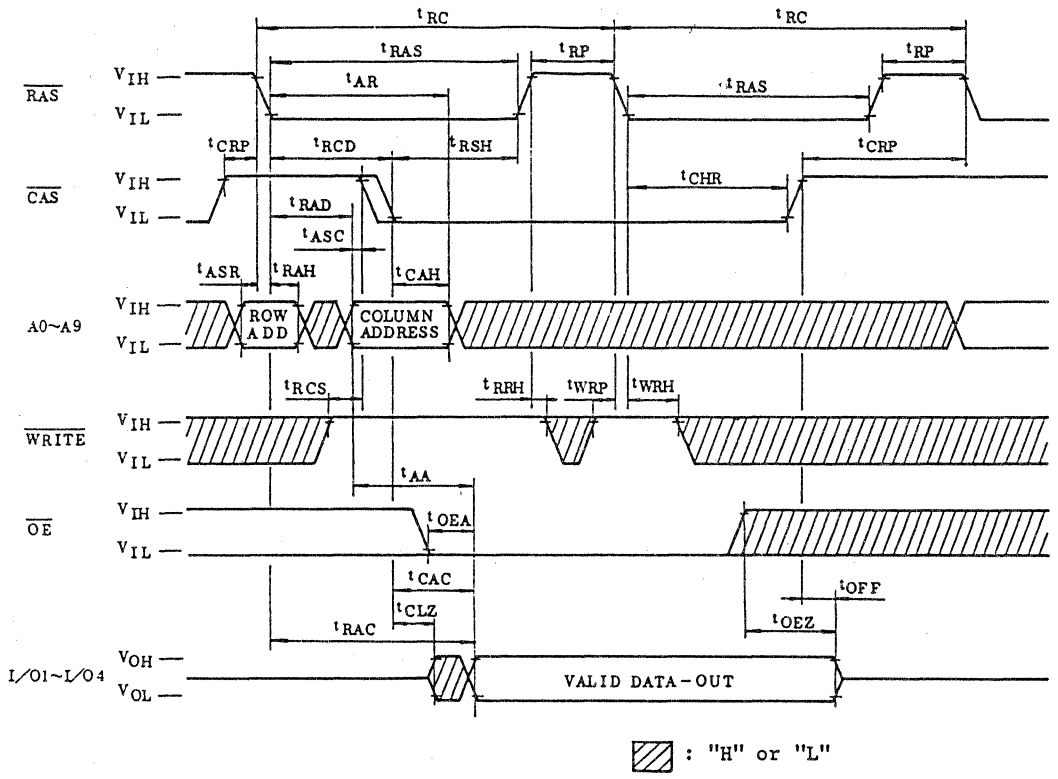 tRC tRC
tRAS tRP tRP
RAS VIH tAR tRAS
VIL
tCRP tRCD tRSH tCRP
CAS VIH tCHR
VIL tRAD
tASC
tASR tRAH tCAH
A0~A9 VIH ROW ADD COLUMN ADDRESS
VIL
tRCS tRRH tWRP tWRH
WRITE VIH
VIL
tAA
OE VIH tOEA
VIL
tCAC tOFF
tCLZ tOEZ
tRAC
I/O1~I/O4 VOH VALID DATA-OUT
VOL
: "H" or "L"